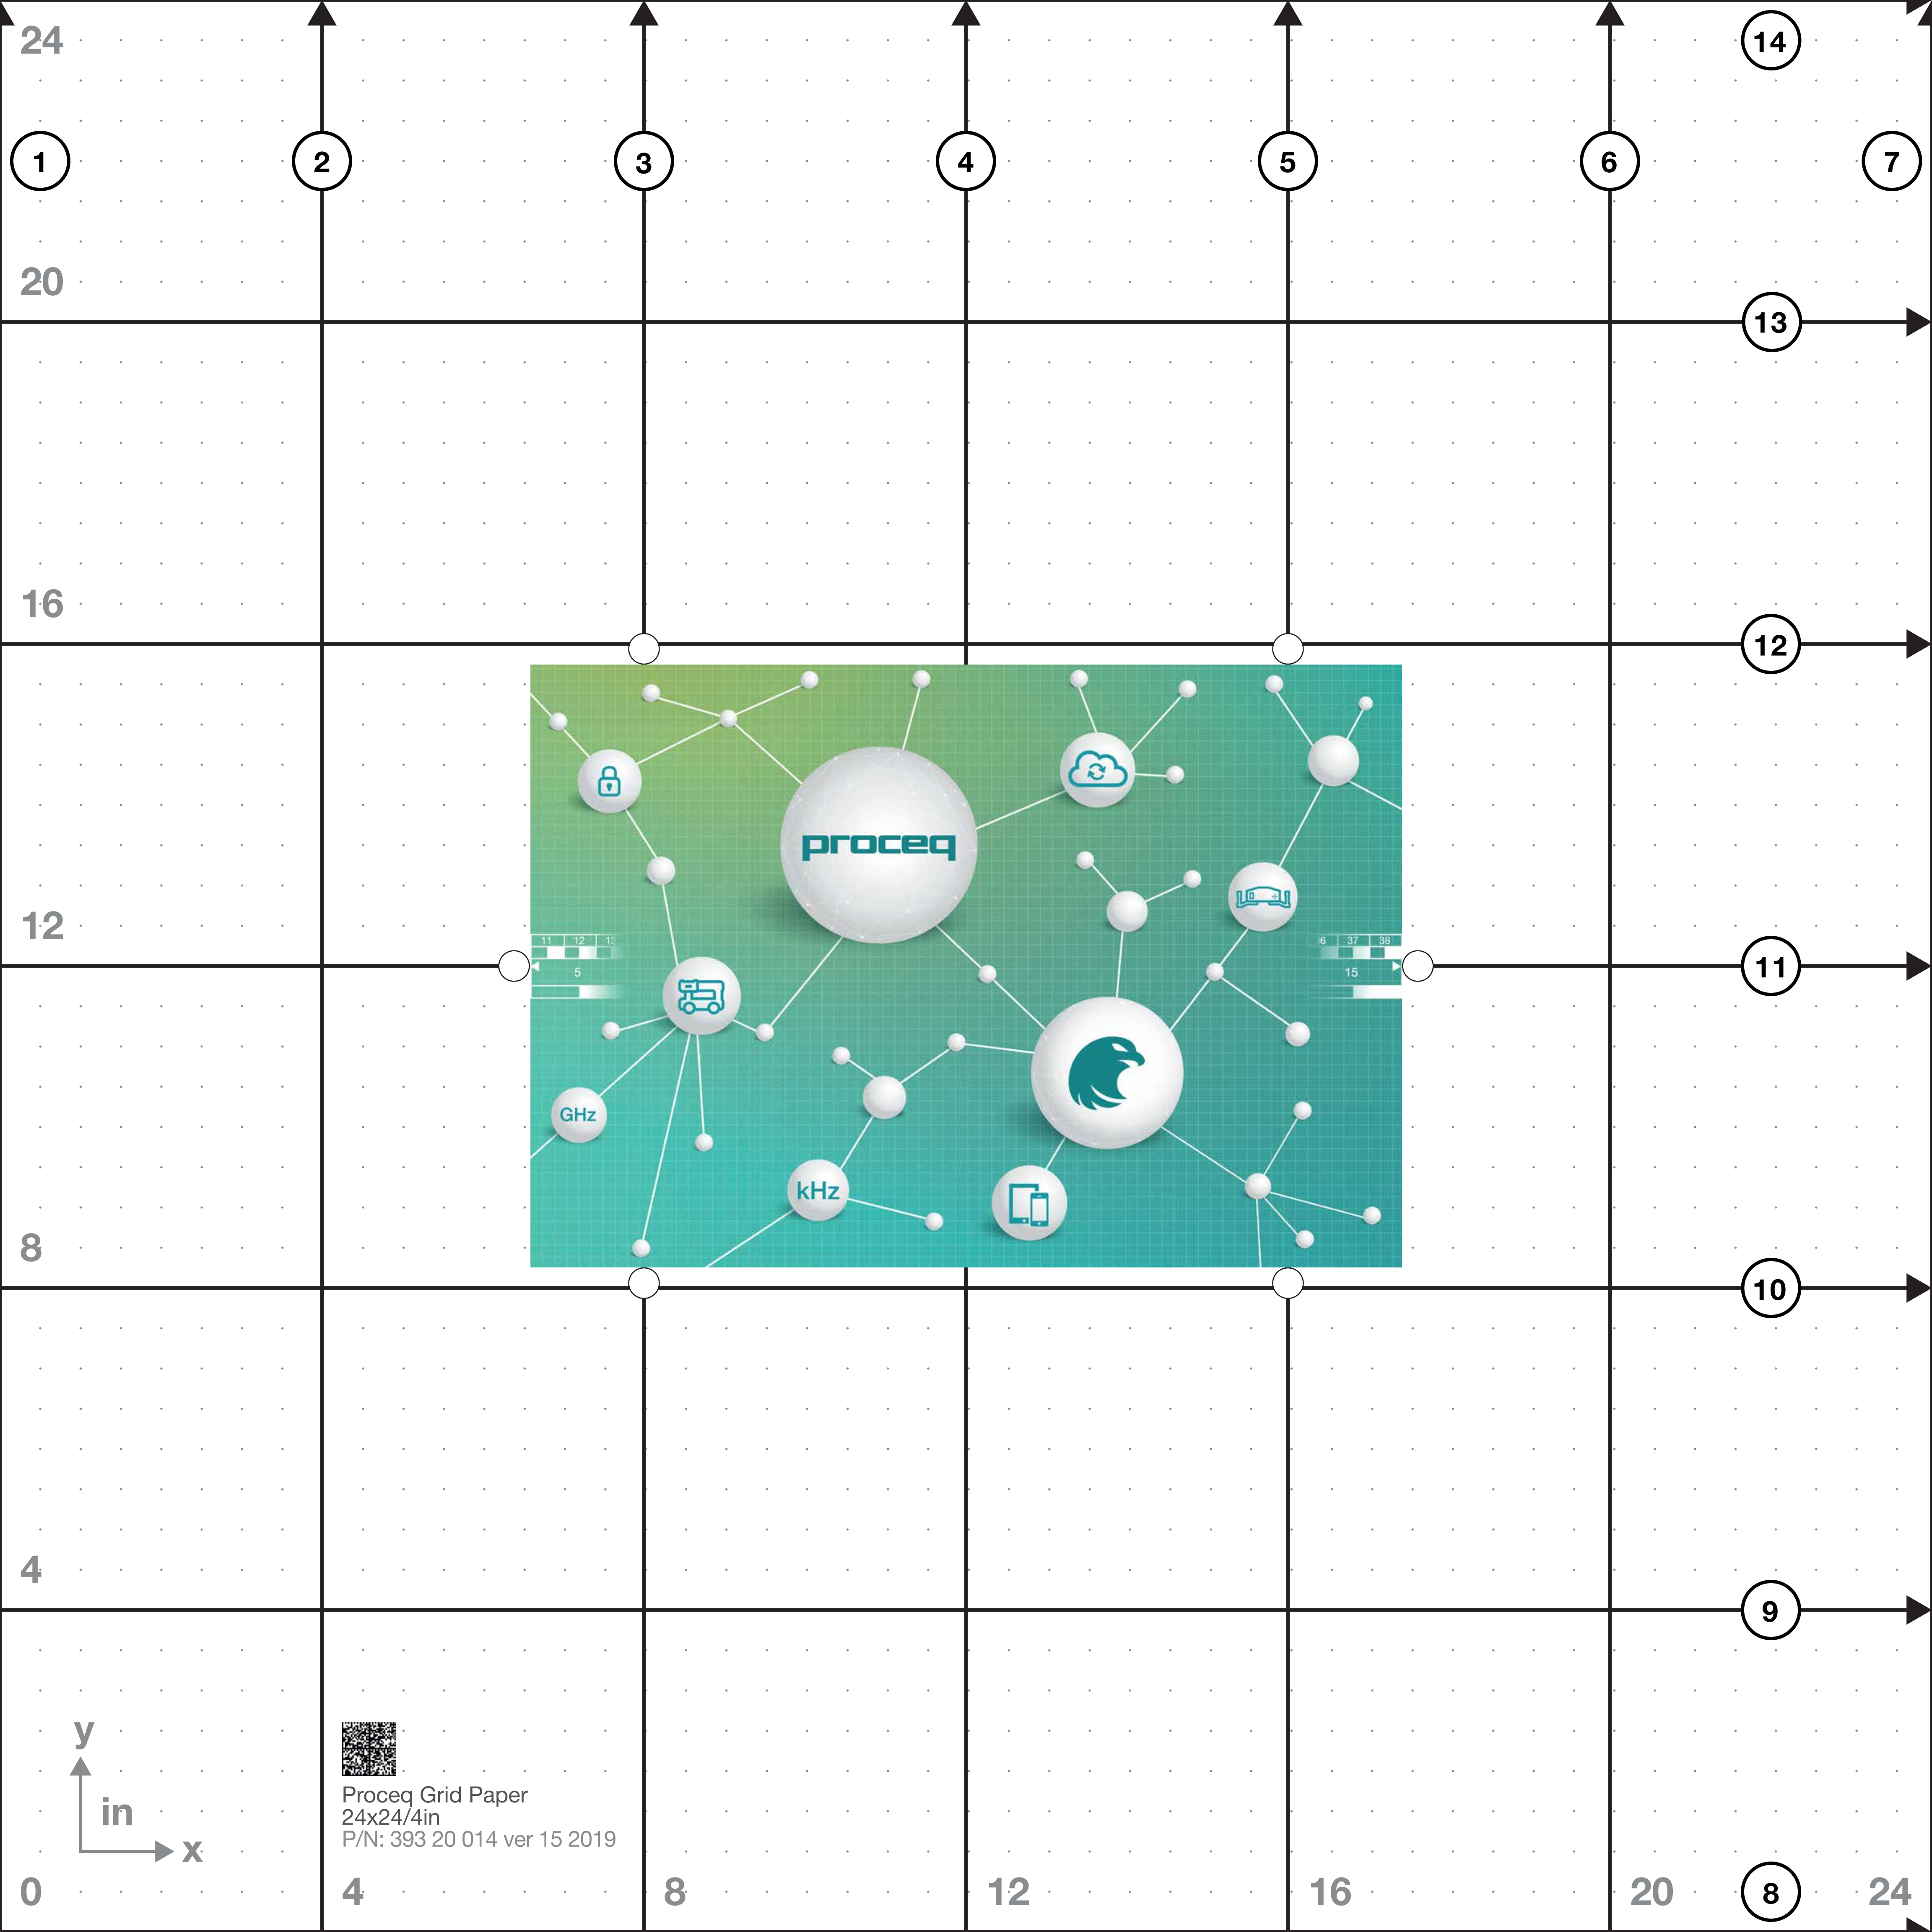 24
14
1 2 3 4 5 6 7
20
13
16
12
proceq
12
11 12 13
36 37 38
5
15
11
GHz
kHz
8
10
4
9
y
in
x
Proceq Grid Paper
24x24/4in
P/N: 393 20 014 ver 15 2019
0 4 8 12 16 20 8 24